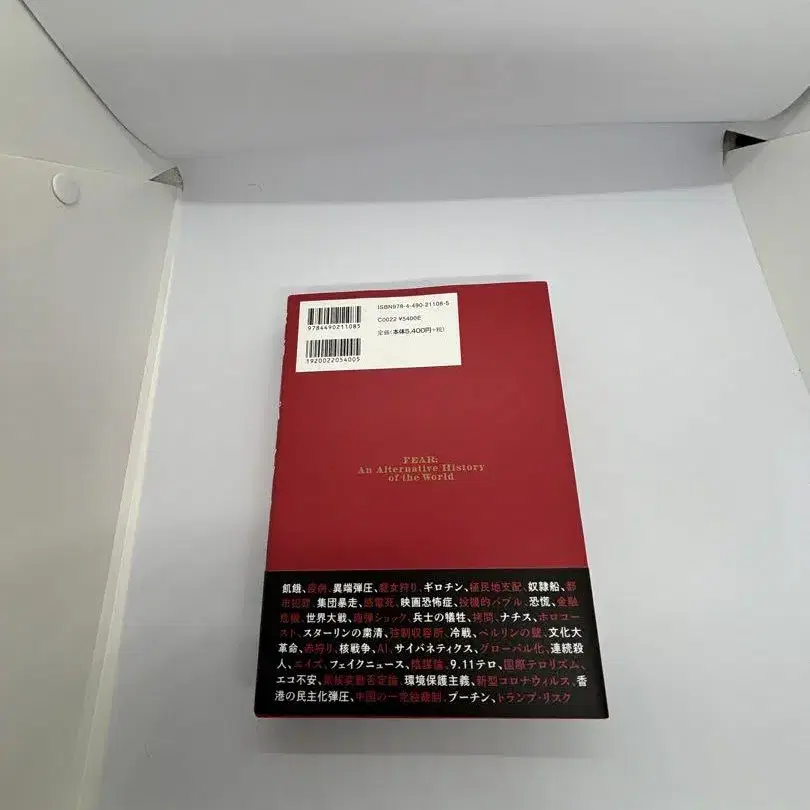 ISBN978-4-490-21108-5
9784490211085
C0022 ¥5400E
定価(本体5,400円+税)
1920022054005
FEAR:
An Alternative History
of the World
飢餓、疫病、異端弾圧、魔女狩り、ギロチン、植民地支配、奴隷船、都
市犯罪、集団暴走、感電死、映画恐怖症、投機的バブル、恐慌、金融
危機、世界大戦、砲弾ショック、兵士の犠牲、拷問、ナチス、ホロコー
スト、スターリンの粛清、強制収容所、冷戦、ベルリンの壁、文化大
革命、赤狩り、核戦争、AI、サイバネティクス、グローバル化、連続殺
人、エイズ、フェイクニュース、陰謀論、9.11テロ、国際テロリズム、
エコ不安、気候変動否定論、環境保護主義、新型コロナウィルス、香
港の民主化弾圧、中国の一党独裁制、プーチン、トランプ・リスク